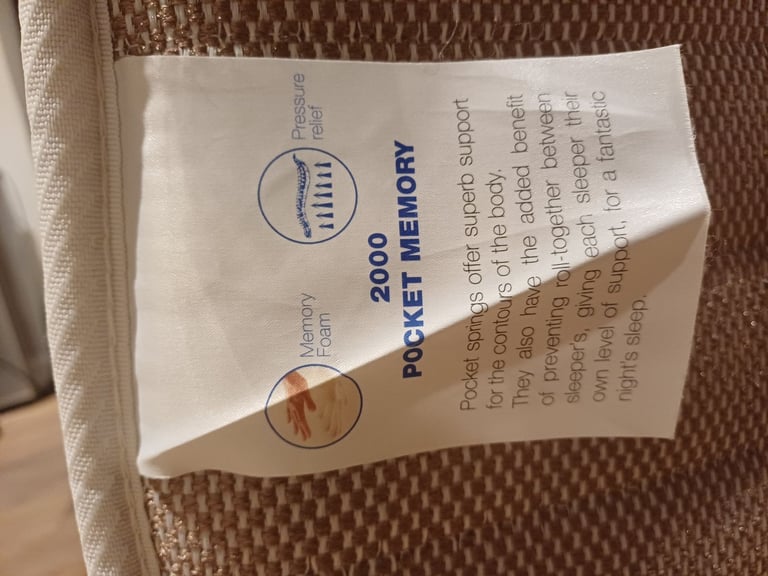 Memory
Foam
Pressure
relief
2000
POCKET MEMORY
Pocket springs offer superb support
for the contours of the body.
They also have the added benefit
of preventing roll-together between
sleeper's, giving each sleeper their
own level of support, for a fantastic
night's sleep.